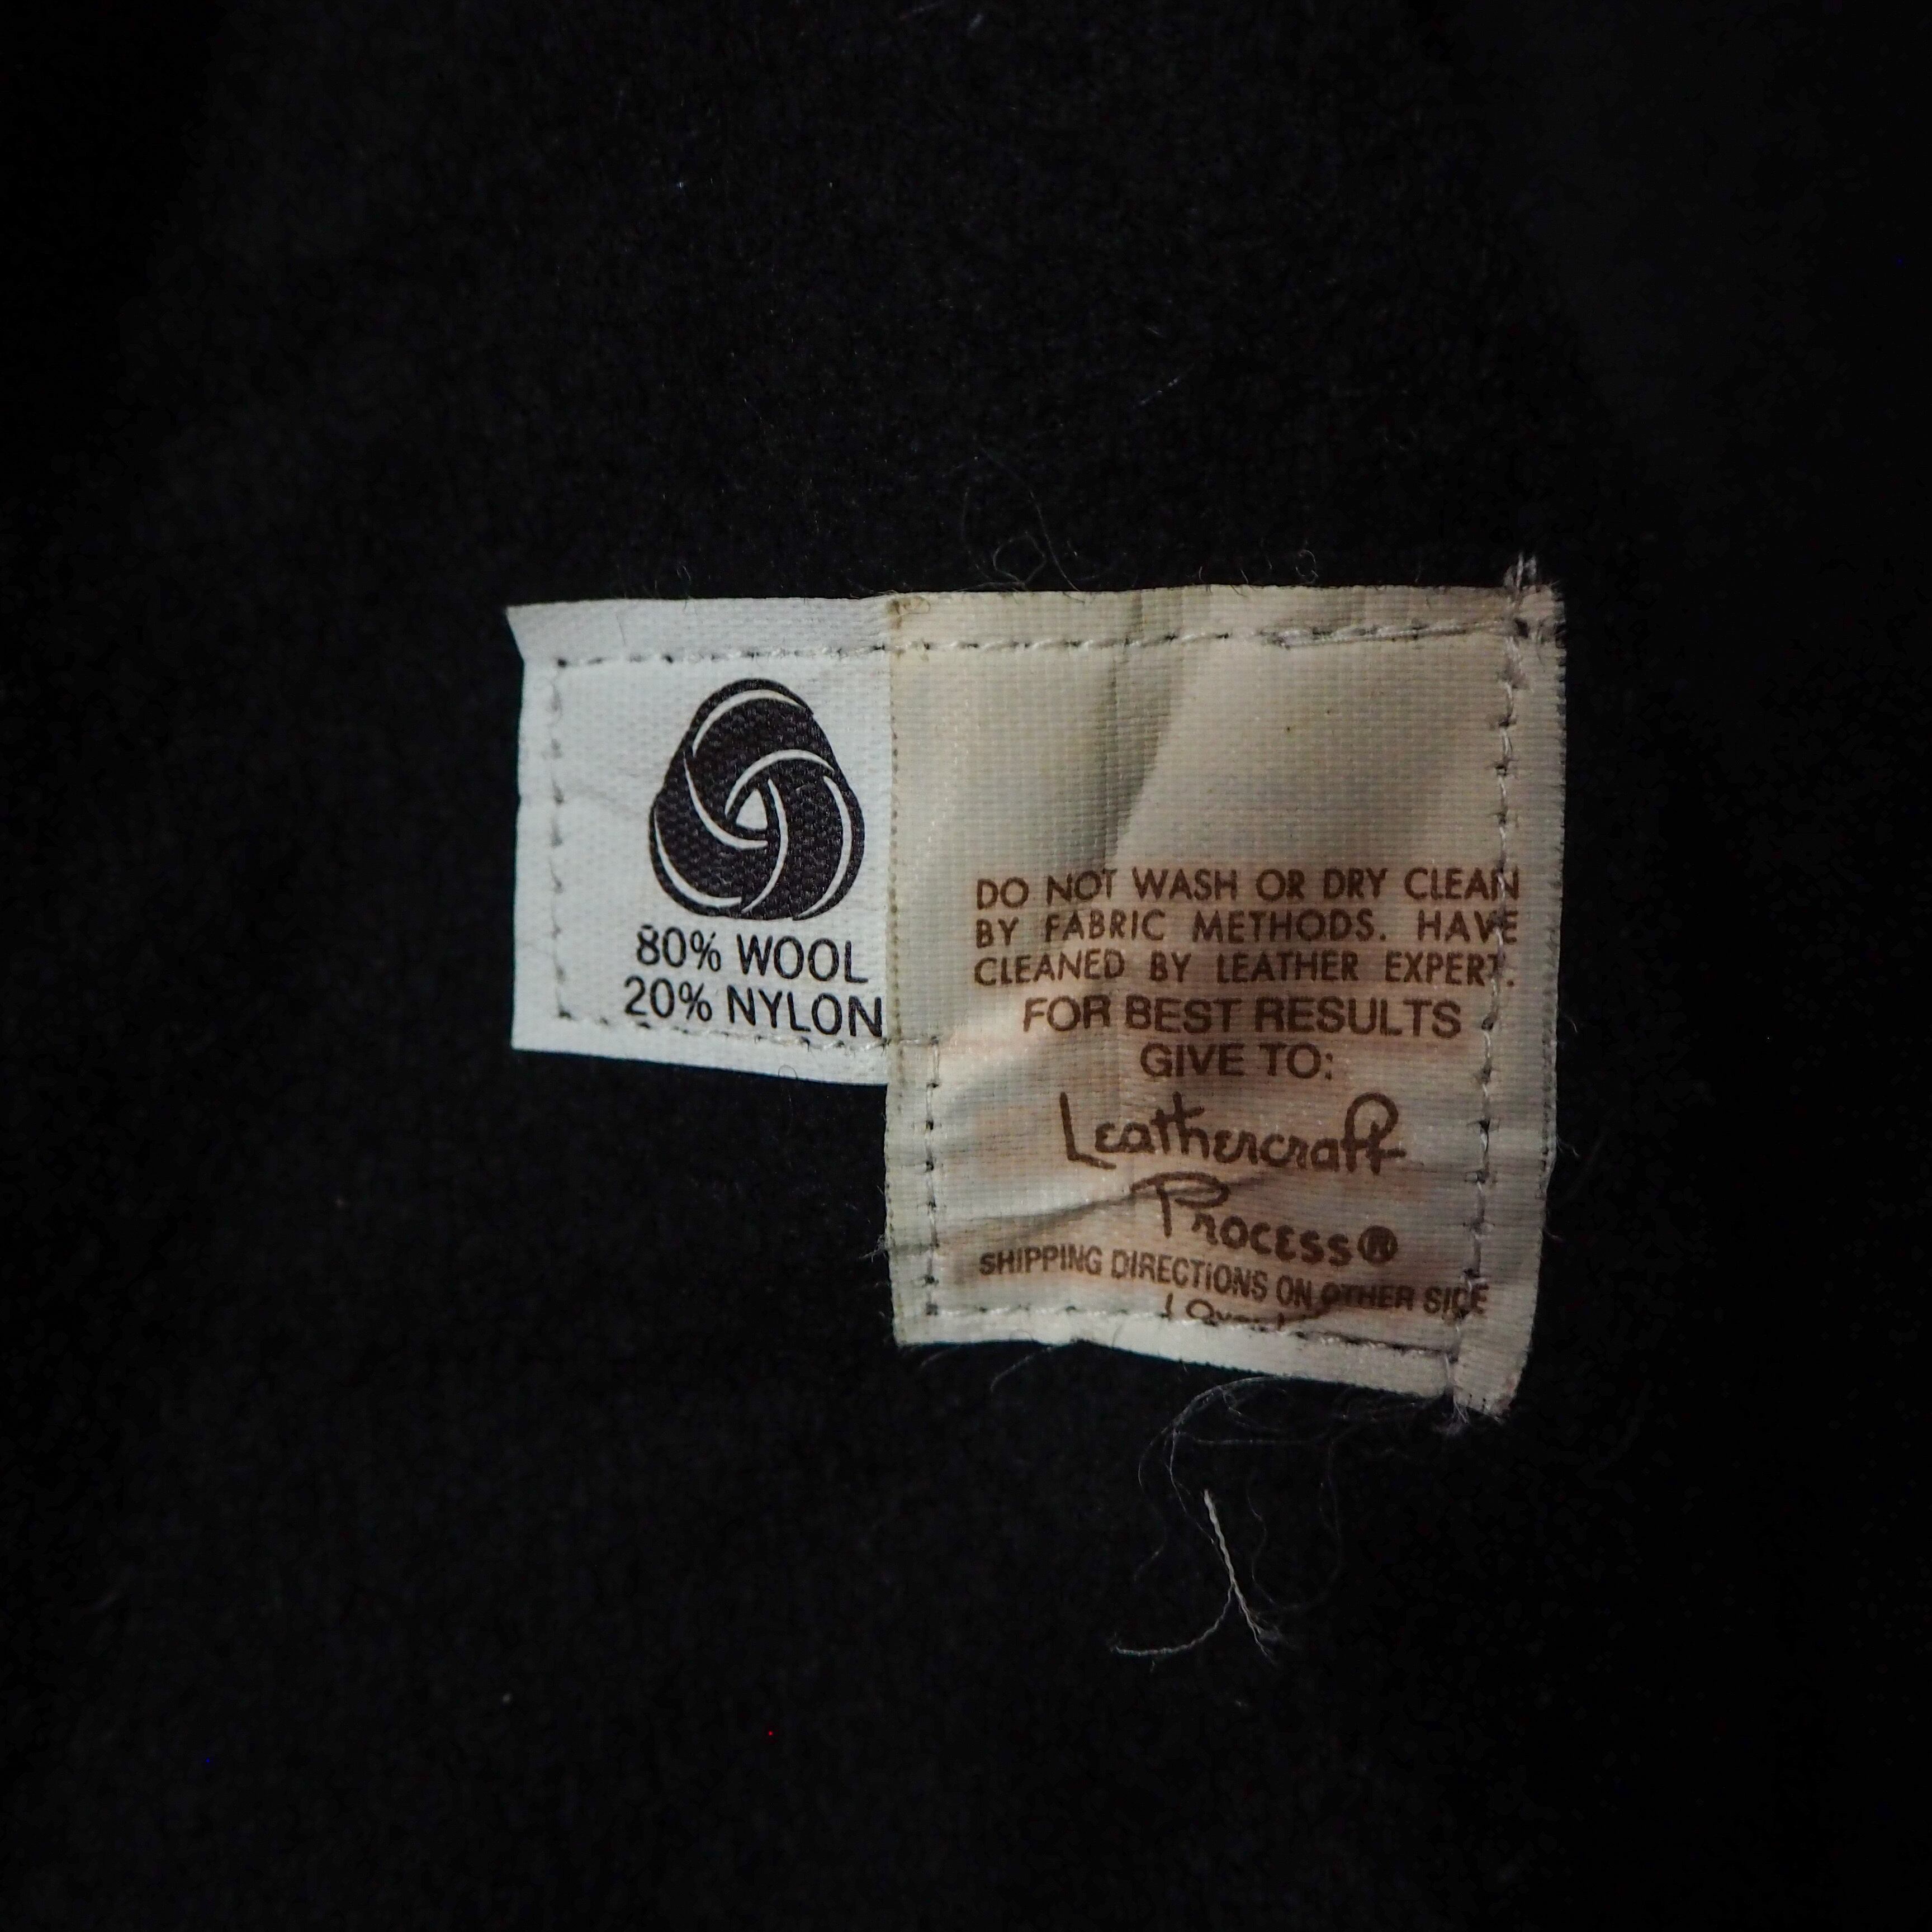 80% WOOL
20% NYLON
DO NOT WASH OR DRY CLEAN
BY FABRIC METHODS. HAVE
CLEANED BY LEATHER EXPERT.
FOR BEST RESULTS
GIVE TO:
Leathercraft
Process®
SHIPPING DIRECTIONS ON OTHER SIDE